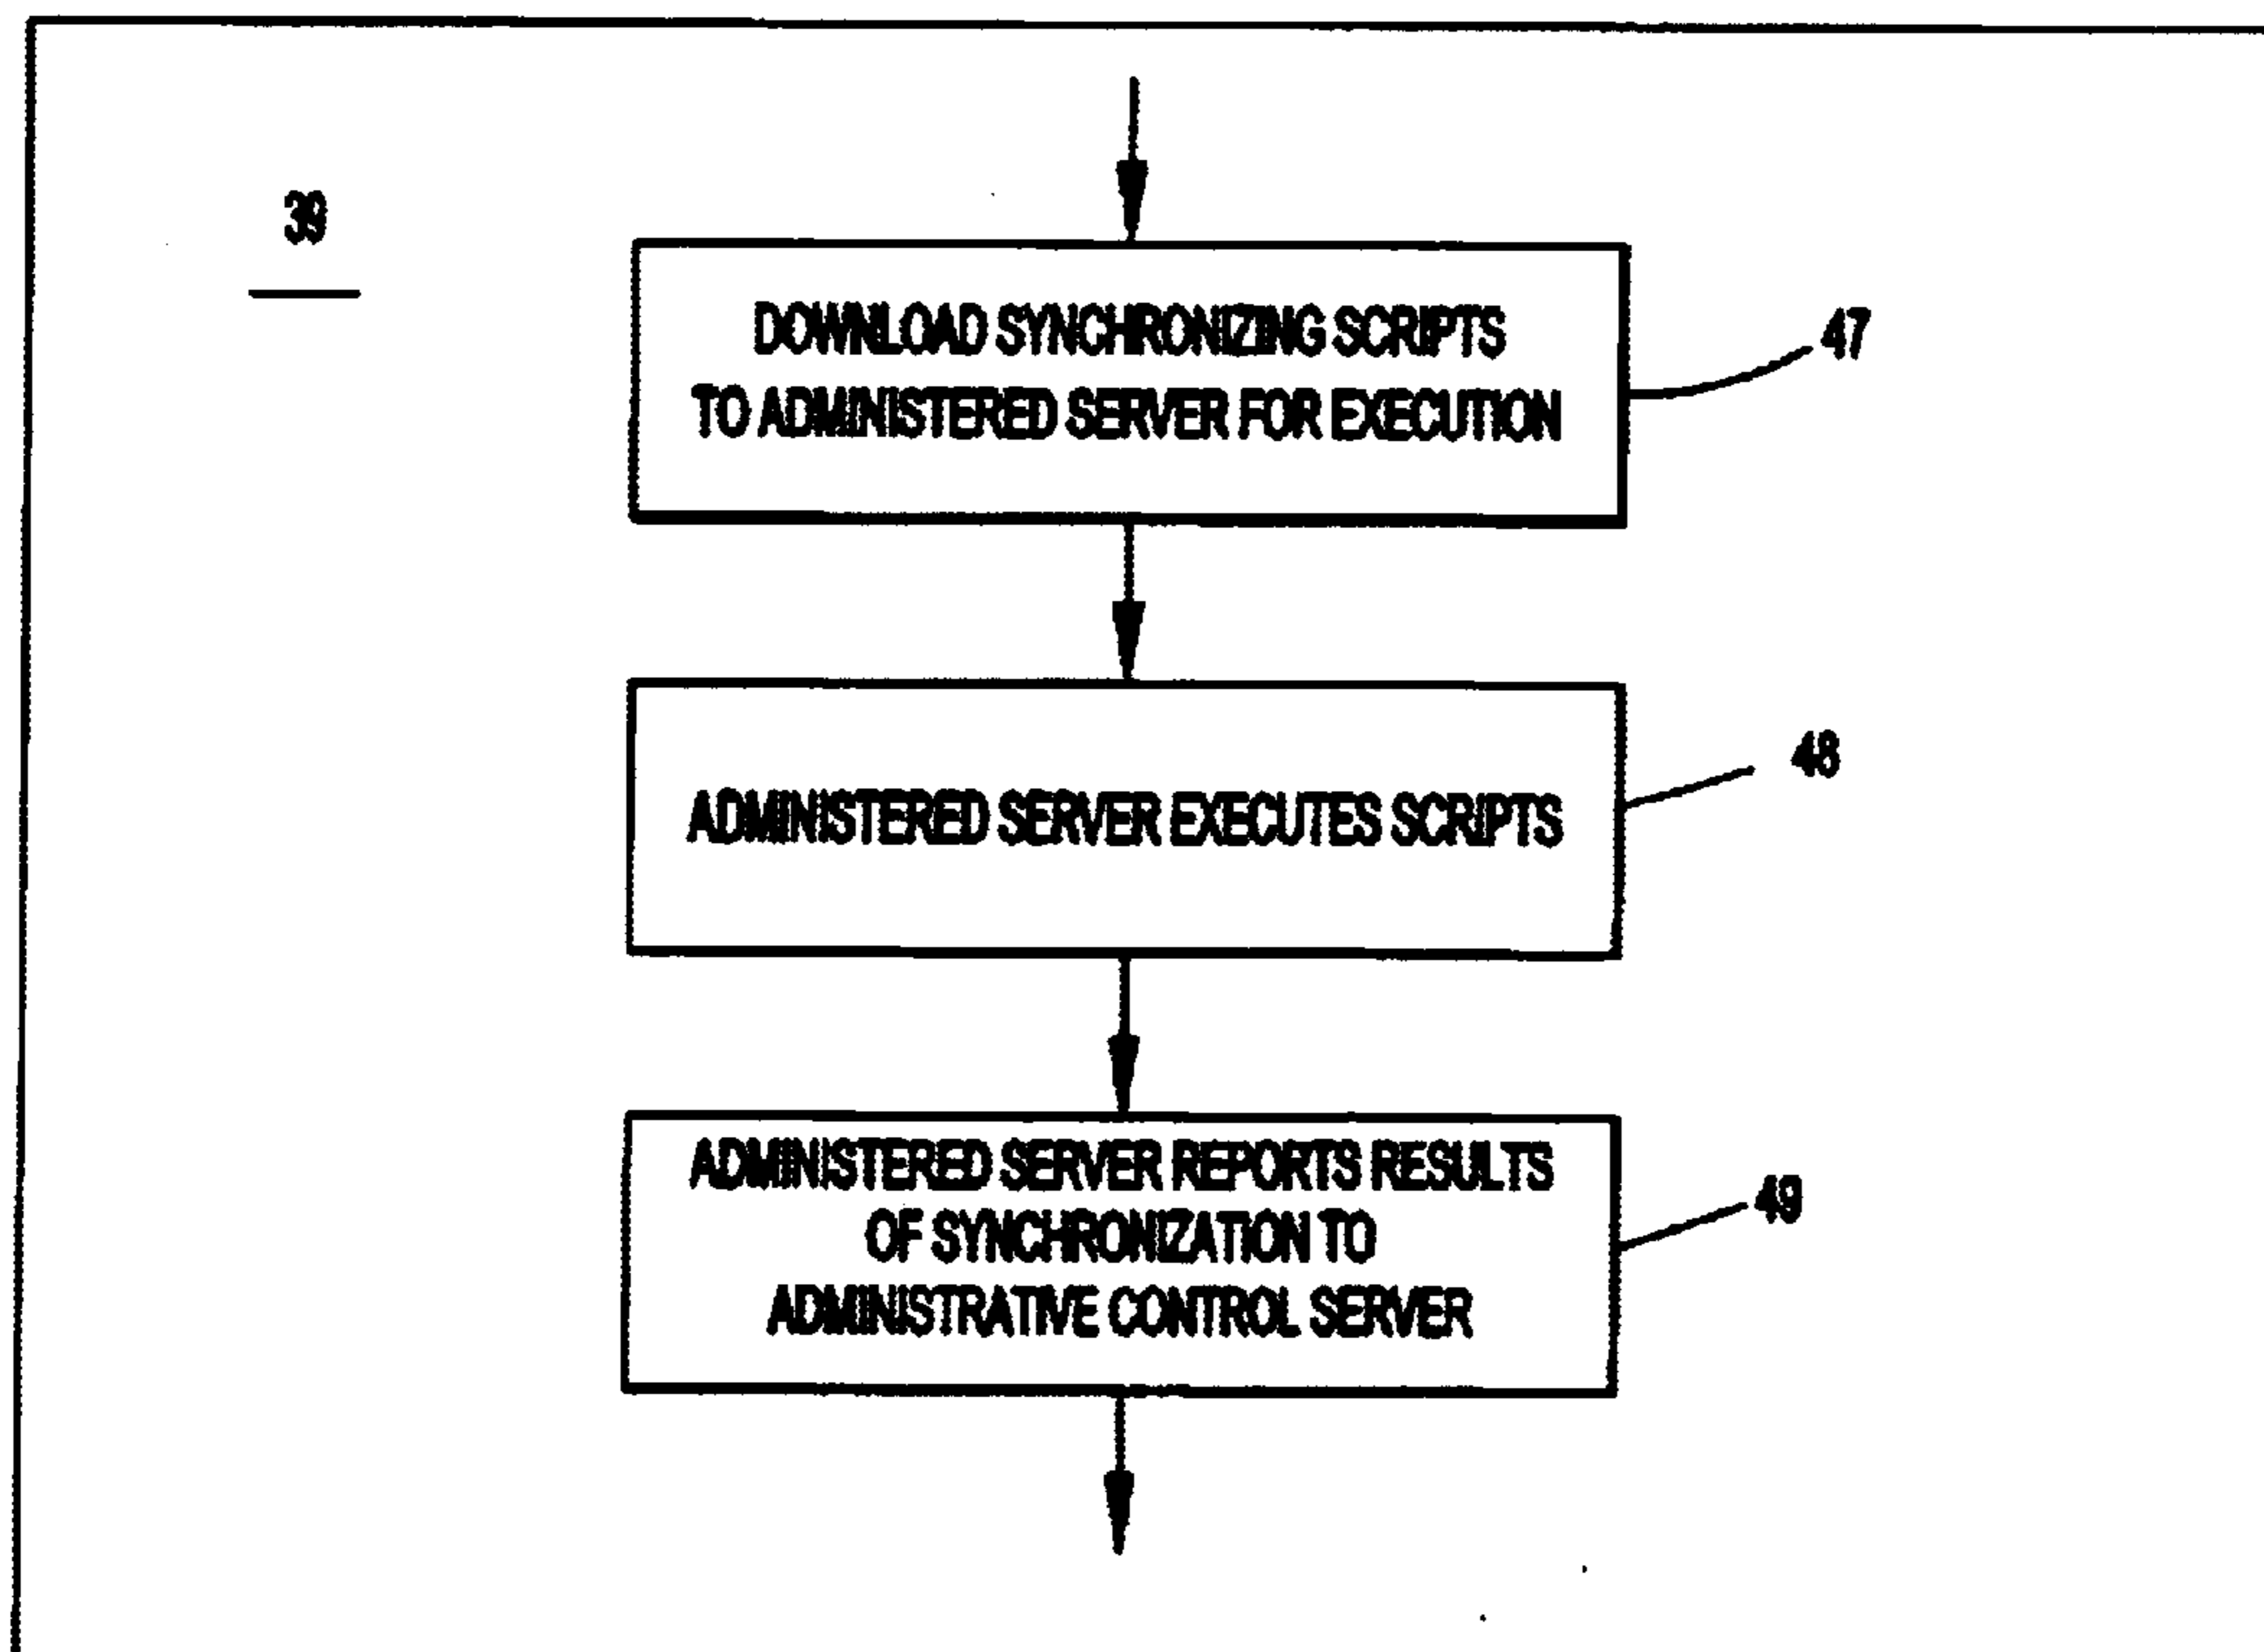 39
DOWNLOAD SYNCHRONIZING SCRIPTS
TO ADMINISTERED SERVER FOR EXECUTION
47
ADMINISTERED SERVER EXECUTES SCRIPTS
48
ADMINISTERED SERVER REPORTS RESULTS
OF SYNCHRONIZATION TO
ADMINISTRATIVE CONTROL SERVER
49